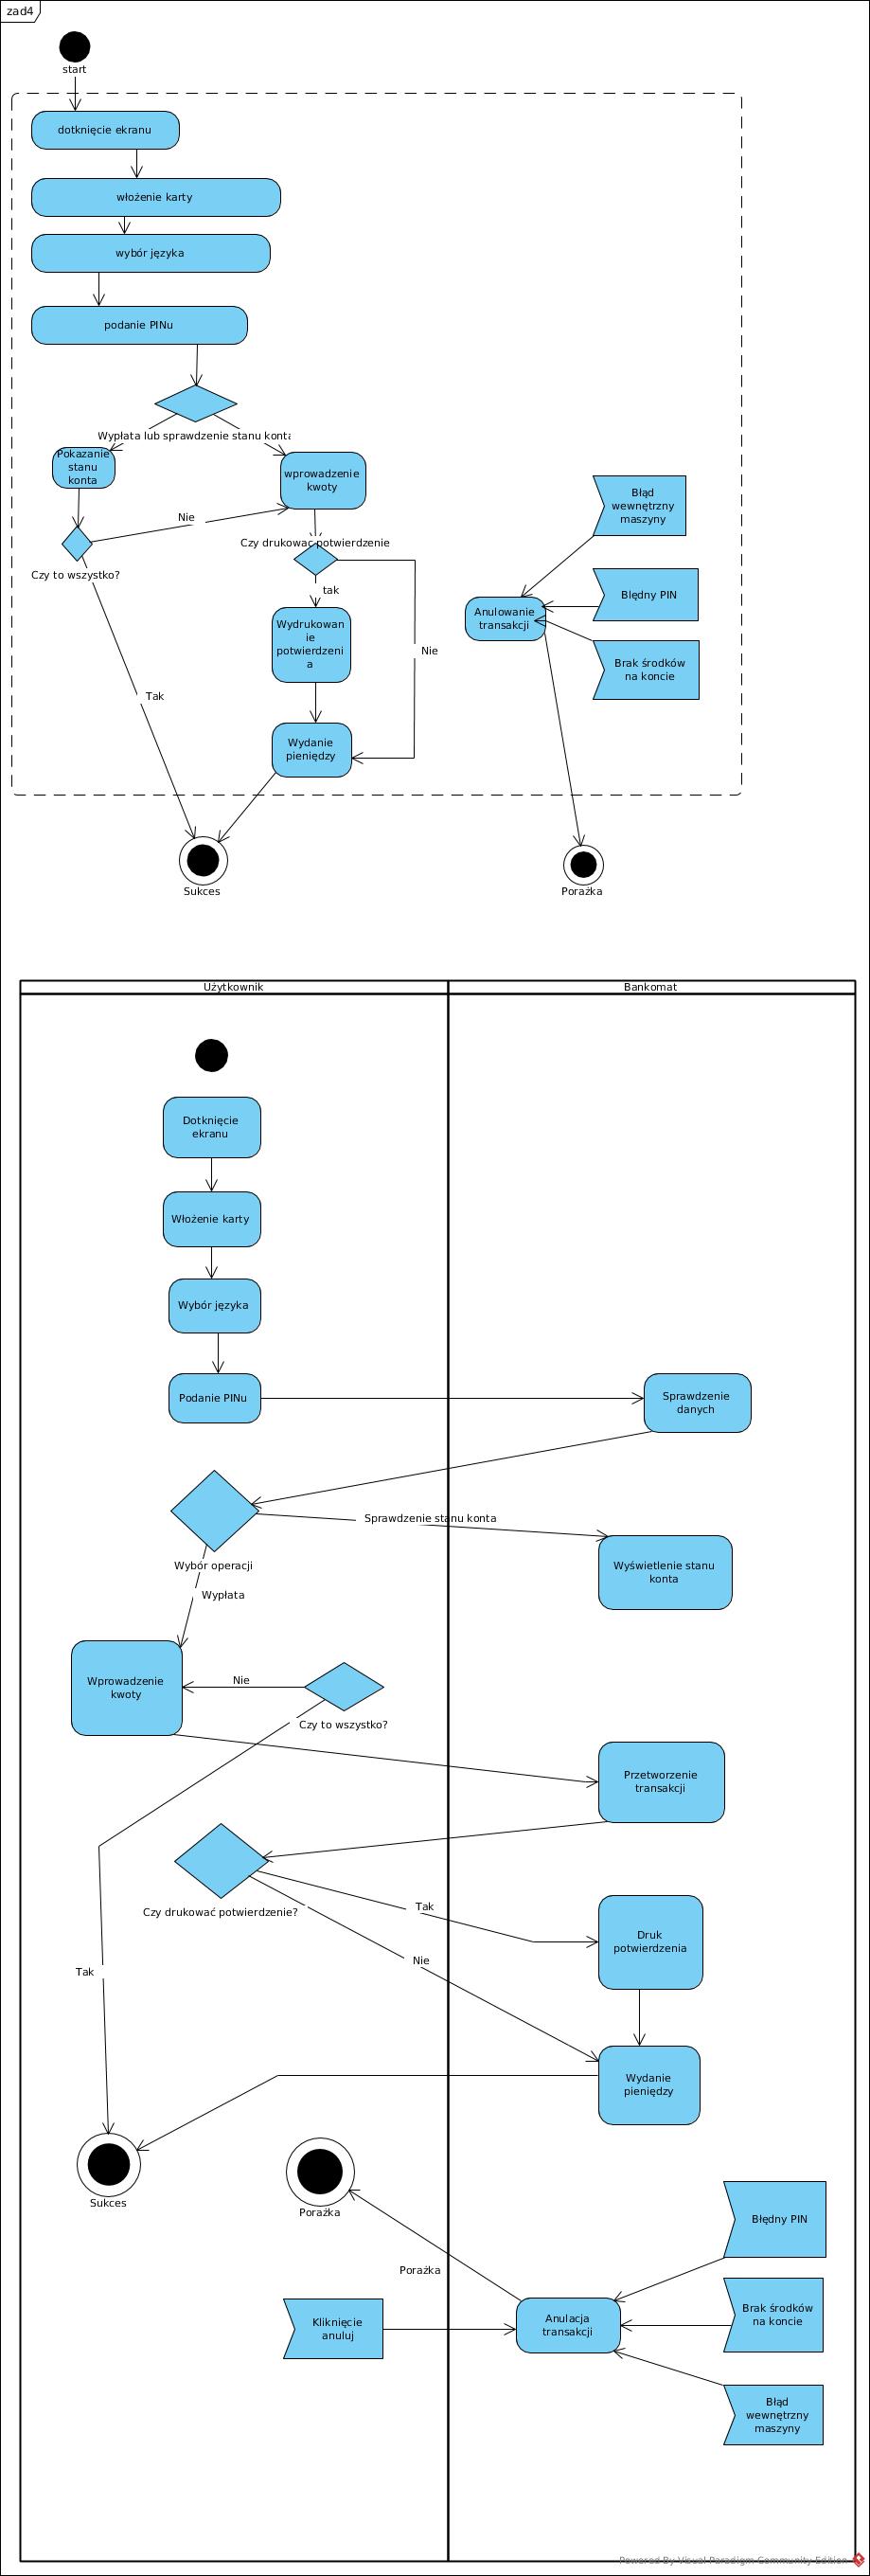 zad4
start
dotknięcie ekranu
włożenie karty
wybór języka
podanie PINu
Wypłata lub sprawdzenie stanu konta
Pokazanie
stanu
konta
wprowadzenie
kwoty
Nie
Czy to wszystko?
Czy drukowac potwierdzenie
tak
Wydrukowan
ie
potwierdzeni
a
Nie
Tak
Wydanie
pieniędzy
Błąd
wewnętrzny
maszyny
Blędny PIN
Anulowanie
transakcji
Brak środków
na koncie
Sukces
Porażka
Użytkownik
Bankomat
Dotknięcie
ekranu
Włożenie karty
Wybór języka
Podanie PINu
Sprawdzenie
danych
Sprawdzenie stanu konta
Wybór operacji
Wypłata
Wyświetlenie stanu
konta
Wprowadzenie
kwoty
Nie
Czy to wszystko?
Przetworzenie
transakcji
Czy drukować potwierdzenie?
Tak
Nie
Druk
potwierdzenia
Tak
Wydanie
pieniędzy
Sukces
Porażka
Błędny PIN
Porażka
Kliknięcie
anuluj
Anulacja
transakcji
Brak środków
na koncie
Błąd
wewnętrzny
maszyny
Powered By Visual Paradigm Community Edition